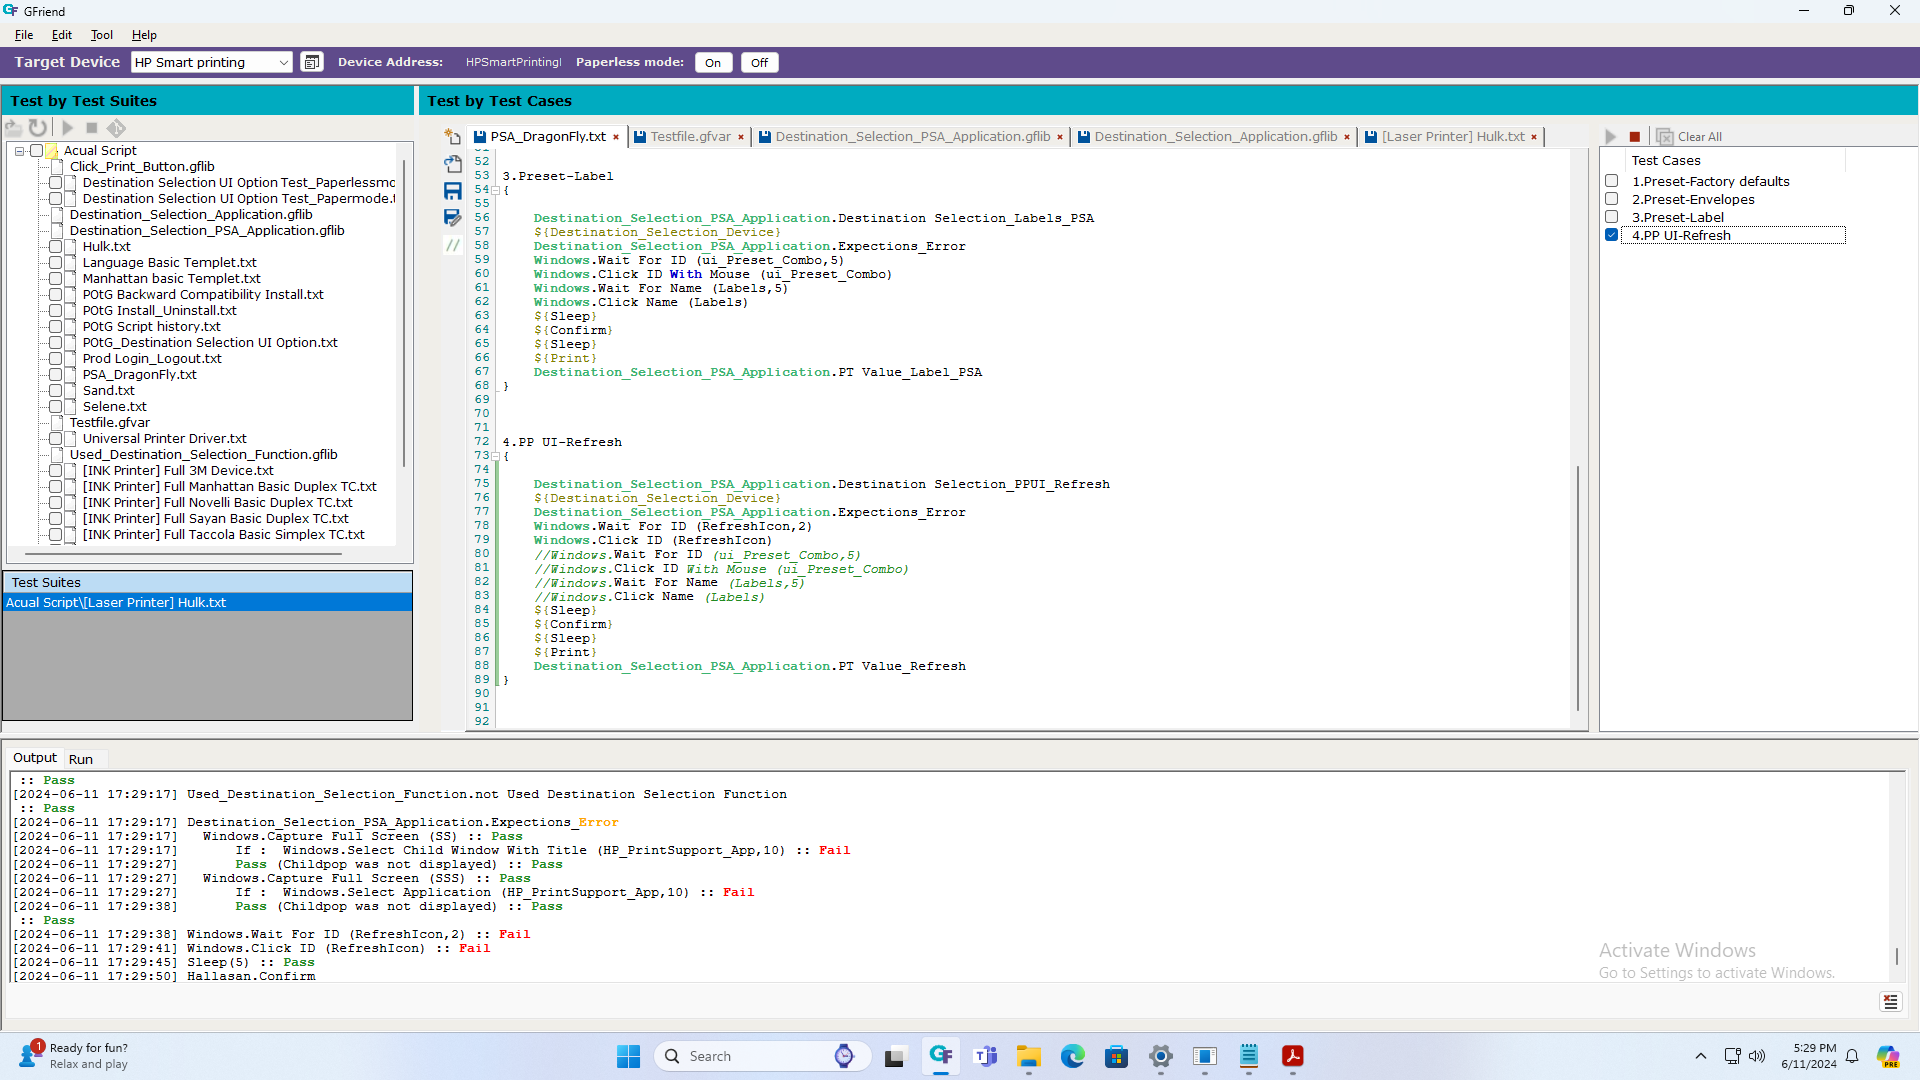 GFriend
File Edit Tool Help
Target Device HP Smart printing Device Address: HPSmartPrintingI Paperless mode: On Off
Test by Test Suites
Acual Script
Click_Print_Button.gflib
Destination Selection UI Option Test_Paperlessmo
Destination Selection UI Option Test_Papermode.t
Destination_Selection_Application.gflib
Destination_Selection_PSA_Application.gflib
Hulk.txt
Language Basic Templet.txt
Manhattan basic Templet.txt
POtG Backward Compatibility Install.txt
POtG Install_Uninstall.txt
POtG Script history.txt
POtG_Destination Selection UI Option.txt
Prod Login_Logout.txt
PSA_DragonFly.txt
Sand.txt
Selene.txt
Testfile.gfvar
Universal Printer Driver.txt
Used_Destination_Selection_Function.gflib
[INK Printer] Full 3M Device.txt
[INK Printer] Full Manhattan Basic Duplex TC.txt
[INK Printer] Full Novelli Basic Duplex TC.txt
[INK Printer] Full Sayan Basic Duplex TC.txt
[INK Printer] Full Taccola Basic Simplex TC.txt
Test Suites
Acual Script\[Laser Printer] Hulk.txt
Test by Test Cases
PSA_DragonFly.txt × Testfile.gfvar × Destination_Selection_PSA_Application.gflib × Destination_Selection_Application.gflib × [Laser Printer] Hulk.txt ×
52
53 3.Preset-Label
54 {
55
56 Destination_Selection_PSA_Application.Destination Selection_Labels_PSA
57 ${Destination_Selection_Device}
58 Destination_Selection_PSA_Application.Expections_Error
59 Windows.Wait For ID (ui_Preset_Combo,5)
60 Windows.Click ID With Mouse (ui_Preset_Combo)
61 Windows.Wait For Name (Labels,5)
62 Windows.Click Name (Labels)
63 ${Sleep}
64 ${Confirm}
65 ${Sleep}
66 ${Print}
67 Destination_Selection_PSA_Application.PT Value_Label_PSA
68 }
69
70
71
72 4.PP UI-Refresh
73 {
74
75 Destination_Selection_PSA_Application.Destination Selection_PPUI_Refresh
76 ${Destination_Selection_Device}
77 Destination_Selection_PSA_Application.Expections_Error
78 Windows.Wait For ID (RefreshIcon,2)
79 Windows.Click ID (RefreshIcon)
80 //Windows.Wait For ID (ui_Preset_Combo,5)
81 //Windows.Click ID With Mouse (ui_Preset_Combo)
82 //Windows.Wait For Name (Labels,5)
83 //Windows.Click Name (Labels)
84 ${Sleep}
85 ${Confirm}
86 ${Sleep}
87 ${Print}
88 Destination_Selection_PSA_Application.PT Value_Refresh
89 }
90
91
92
Clear All
Test Cases
1.Preset-Factory defaults
2.Preset-Envelopes
3.Preset-Label
4.PP UI-Refresh
Output Run
:: Pass
[2024-06-11 17:29:17] Used_Destination_Selection_Function.not Used Destination Selection Function
:: Pass
[2024-06-11 17:29:17] Destination_Selection_PSA_Application.Expections_Error
[2024-06-11 17:29:17] Windows.Capture Full Screen (SS) :: Pass
[2024-06-11 17:29:17] If : Windows.Select Child Window With Title (HP_PrintSupport_App,10) :: Fail
[2024-06-11 17:29:27] Pass (Childpop was not displayed) :: Pass
[2024-06-11 17:29:27] Windows.Capture Full Screen (SSS) :: Pass
[2024-06-11 17:29:27] If : Windows.Select Application (HP_PrintSupport_App,10) :: Fail
[2024-06-11 17:29:38] Pass (Childpop was not displayed) :: Pass
:: Pass
[2024-06-11 17:29:38] Windows.Wait For ID (RefreshIcon,2) :: Fail
[2024-06-11 17:29:41] Windows.Click ID (RefreshIcon) :: Fail
[2024-06-11 17:29:45] Sleep(5) :: Pass
[2024-06-11 17:29:50] Hallasan.Confirm
Activate Windows
Go to Settings to activate Windows.
1 Ready for fun?
Relax and play
Search
5:29 PM
6/11/2024
PRE